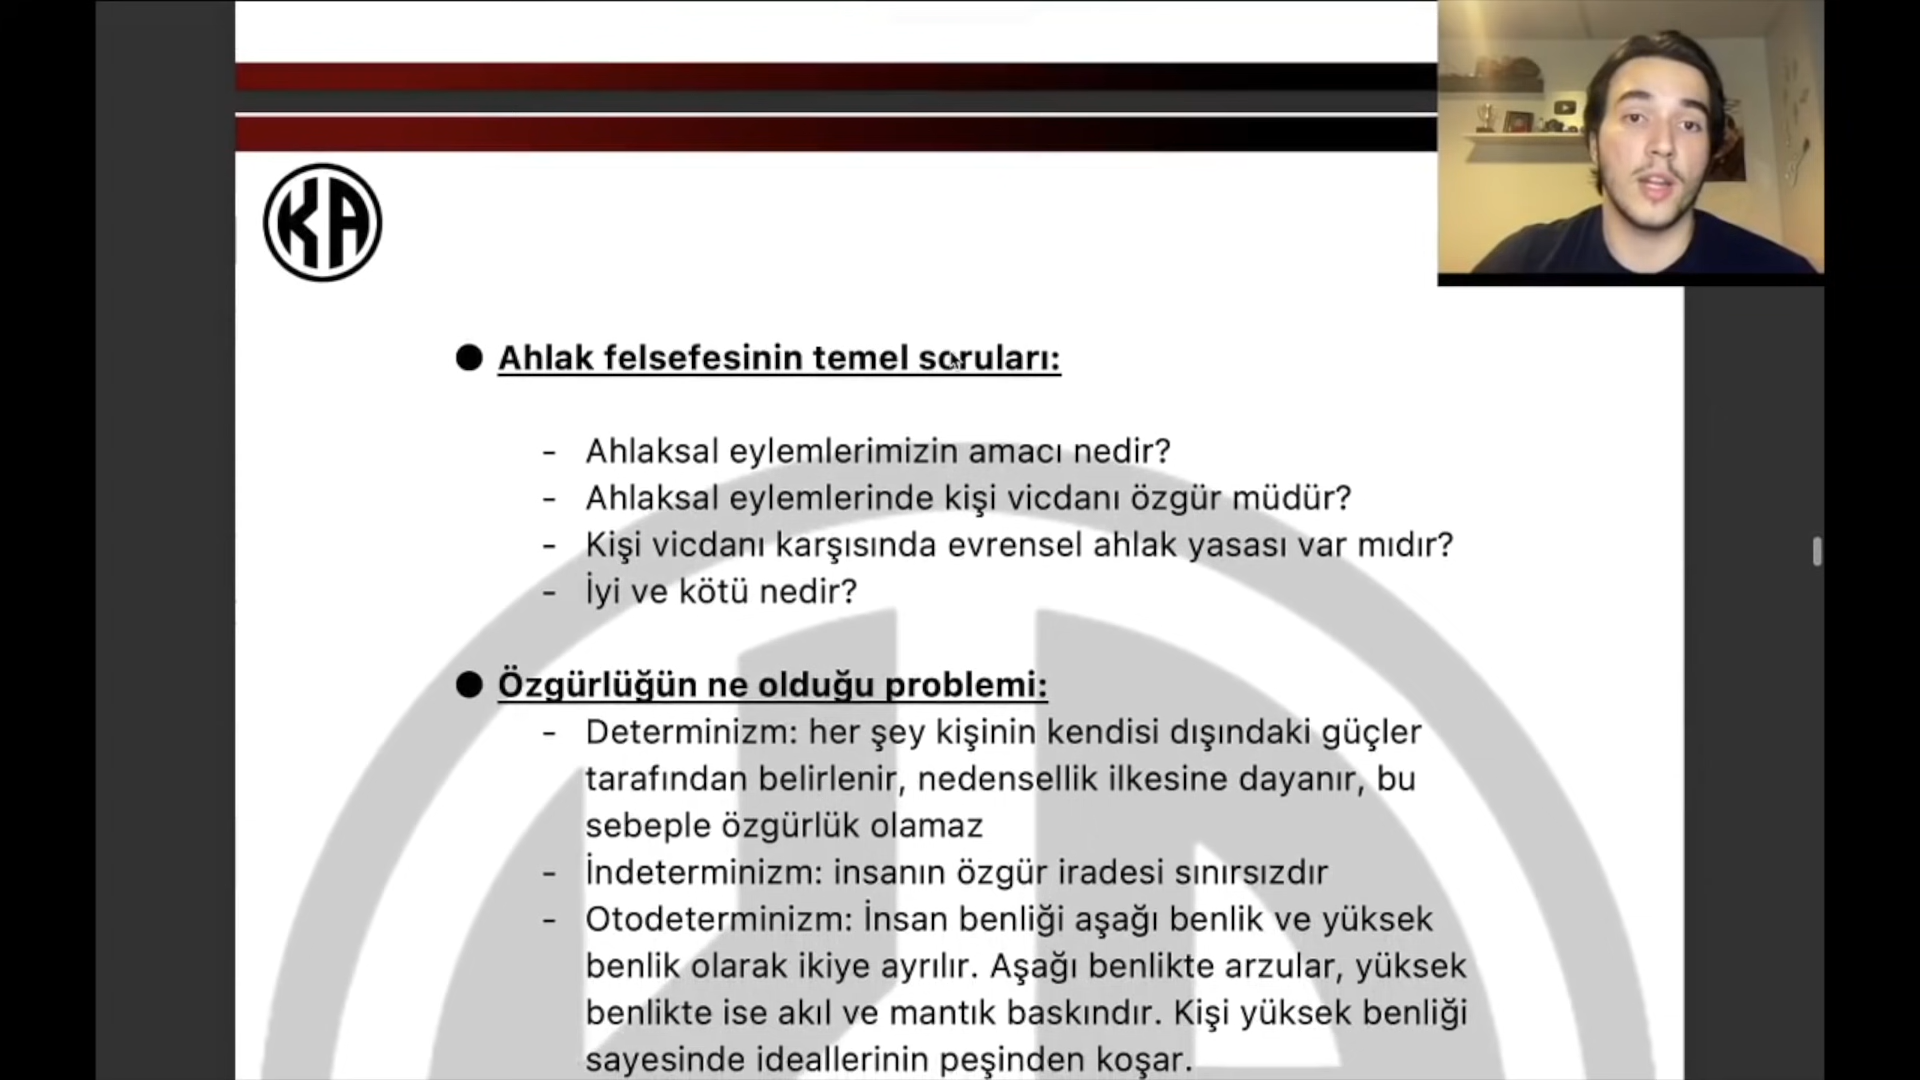 KA
● Ahlak felsefesinin temel soruları:
- Ahlaksal eylemlerimizin amacı nedir?
- Ahlaksal eylemlerinde kişi vicdanı özgür müdür?
- Kişi vicdanı karşısında evrensel ahlak yasası var mıdır?
- İyi ve kötü nedir?
● Özgürlüğün ne olduğu problemi:
- Determinizm: her şey kişinin kendisi dışındaki güçler
tarafından belirlenir, nedensellik ilkesine dayanır, bu
sebeple özgürlük olamaz
- İndeterminizm: insanın özgür iradesi sınırsızdır
- Otodeterminizm: İnsan benliği aşağı benlik ve yüksek
benlik olarak ikiye ayrılır. Aşağı benlikte arzular, yüksek
benlikte ise akıl ve mantık baskındır. Kişi yüksek benliği
sayesinde ideallerinin peşinden koşar.